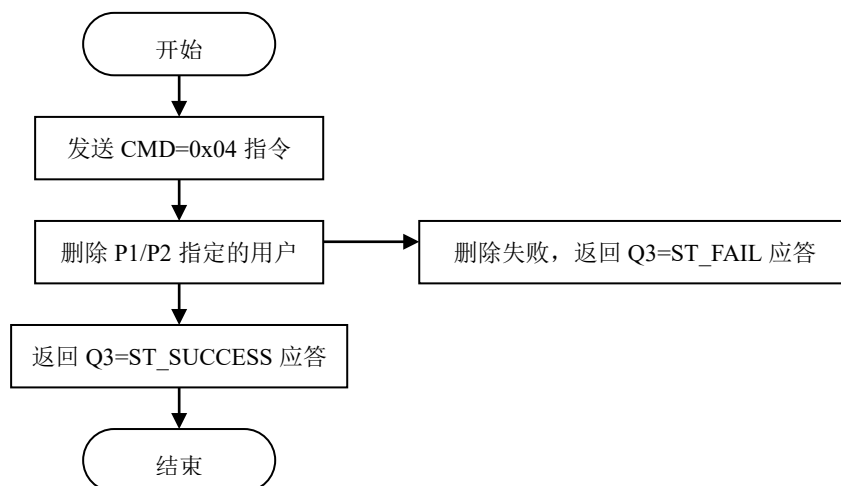 开始
发送 CMD=0x04 指令
删除 P1/P2 指定的用户
删除失败，返回 Q3=ST_FAIL 应答
返回 Q3=ST_SUCCESS 应答
结束